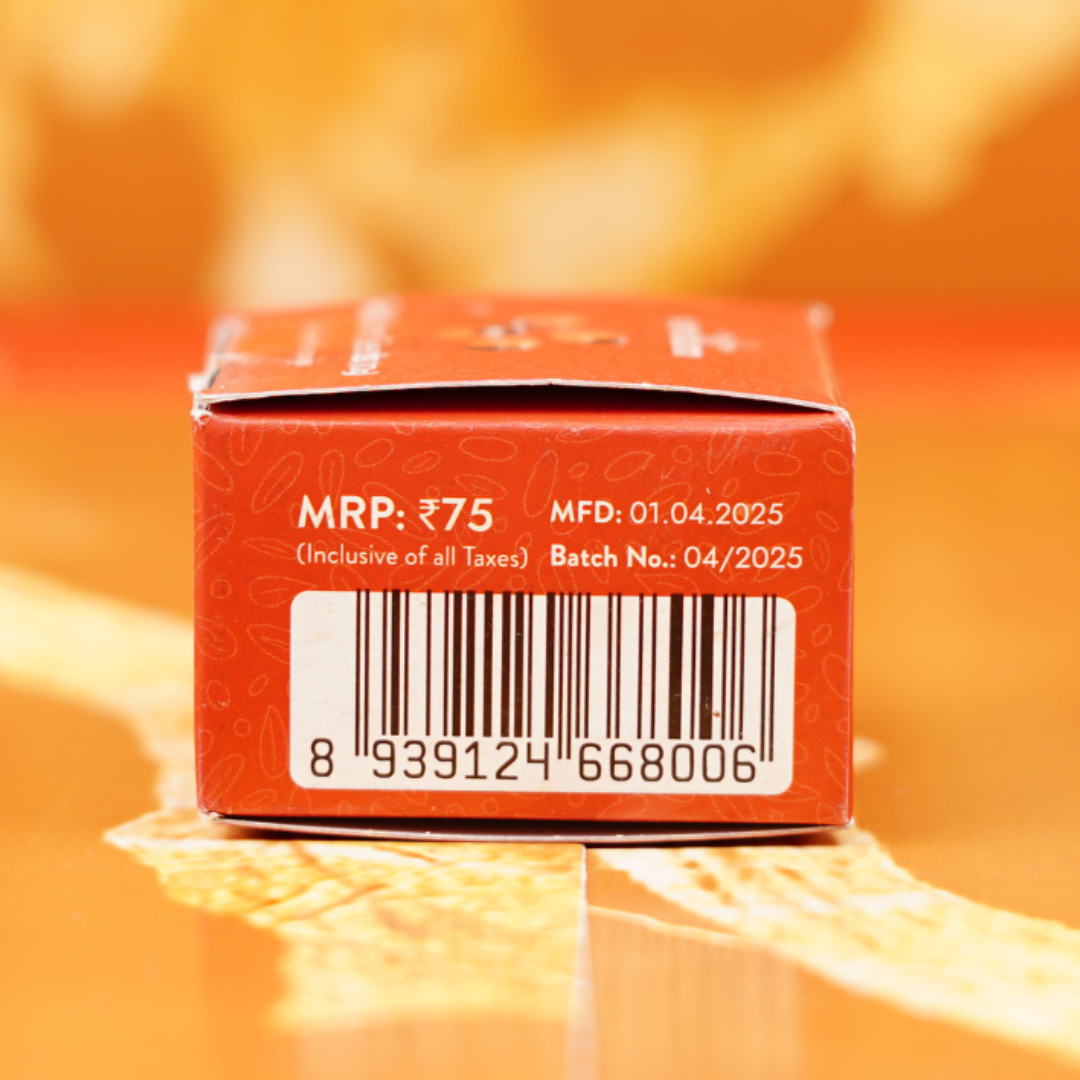 MRP: ₹75
(Inclusive of all Taxes)
MFD: 01.04.2025
Batch No.: 04/2025
8 939124 668006